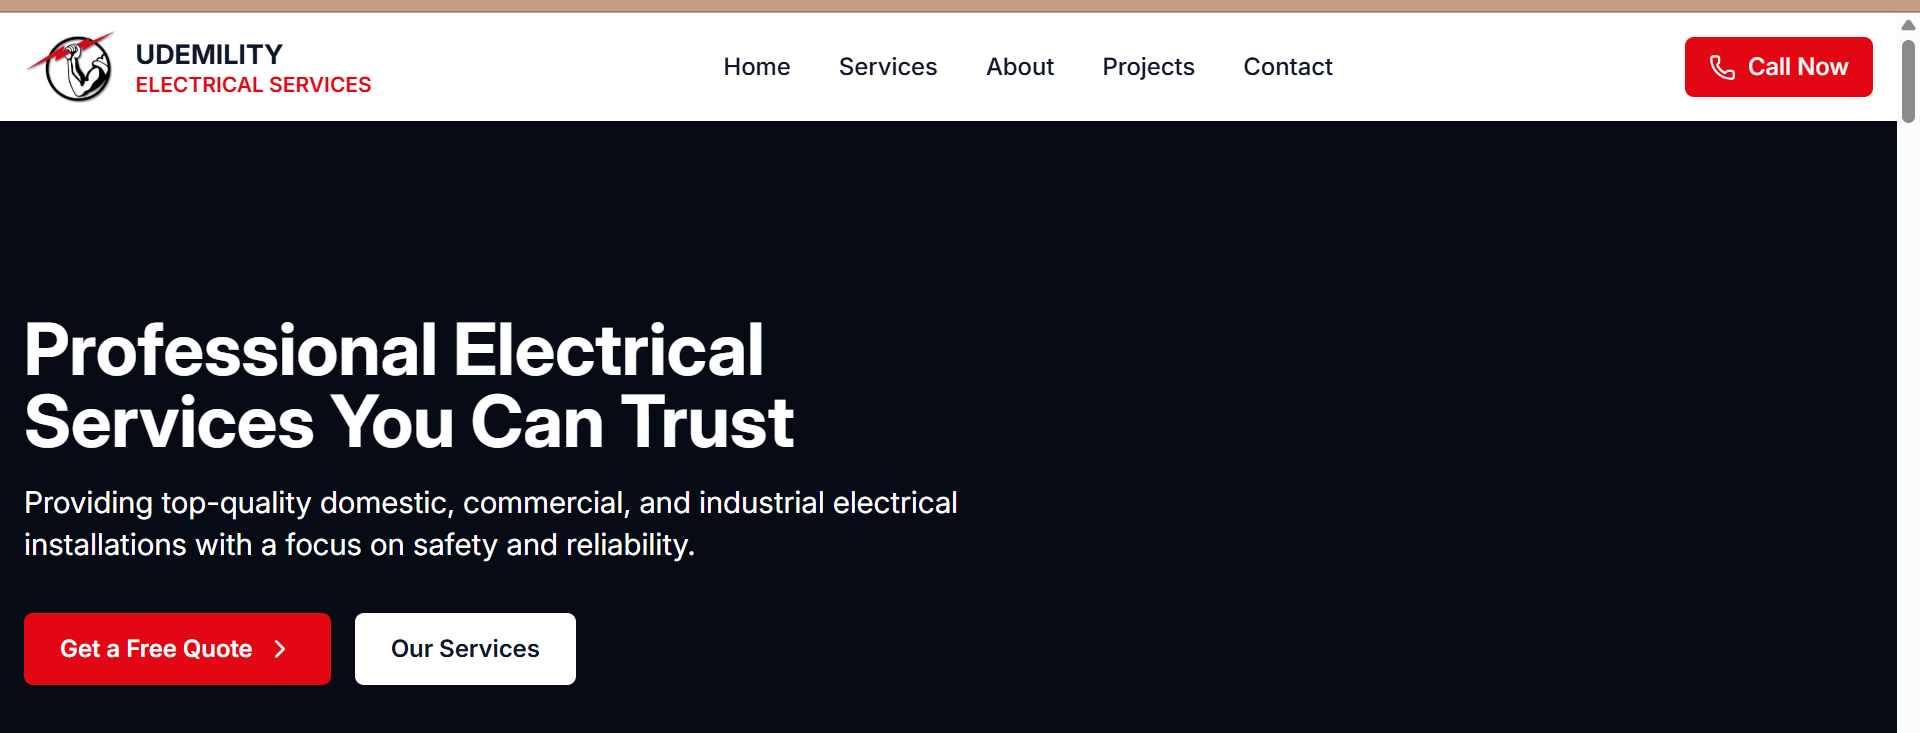 UDEMILITY
ELECTRICAL SERVICES
Home
Services
About
Projects
Contact
Call Now
Professional Electrical
Services You Can Trust
Providing top-quality domestic, commercial, and industrial electrical
installations with a focus on safety and reliability.
Get a Free Quote
Our Services